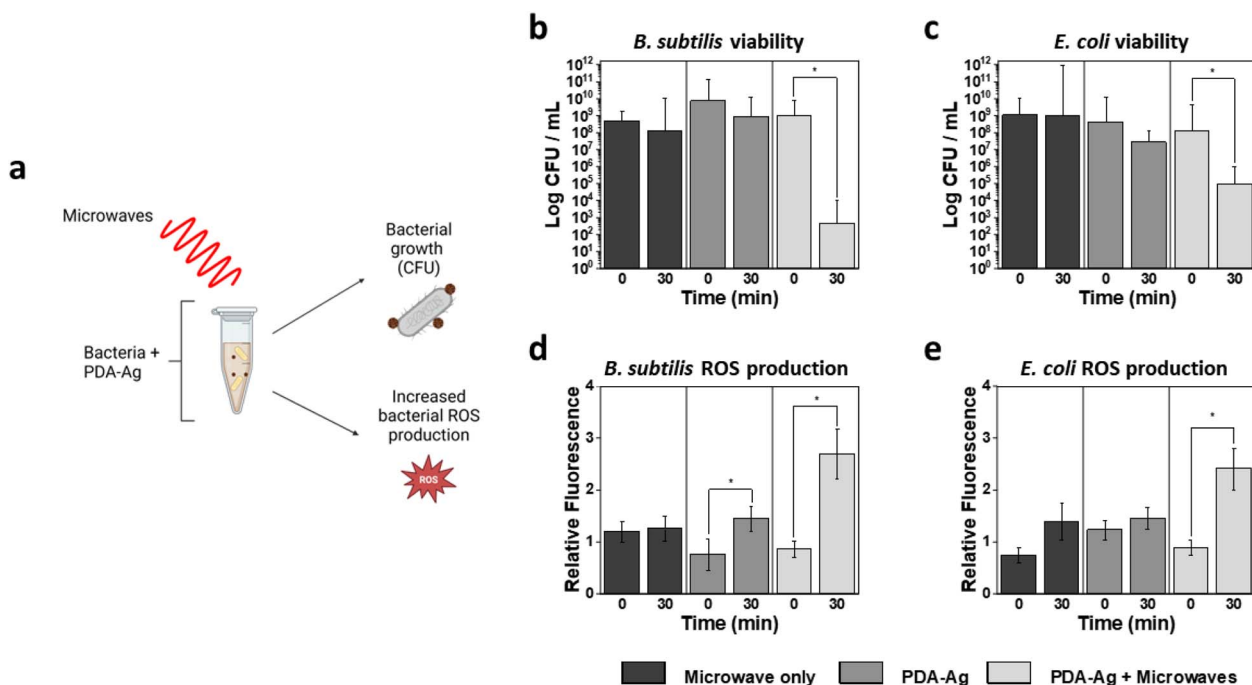 a
Microwaves
Bacteria +
PDA-Ag
Bacterial
growth
(CFU)
Increased
bacterial ROS
production
ROS
b
B. subtilis viability
Log CFU / mL
10¹²
10¹¹
10¹⁰
10⁹
10⁸
10⁷
10⁶
10⁵
10⁴
10³
10²
10¹
10⁰
*
0 30 0 30 0 30
Time (min)
c
E. coli viability
Log CFU / mL
10¹²
10¹¹
10¹⁰
10⁹
10⁸
10⁷
10⁶
10⁵
10⁴
10³
10²
10¹
10⁰
*
0 30 0 30 0 30
Time (min)
d
B. subtilis ROS production
Relative Fluorescence
4
3
2
1
0
*
*
0 30 0 30 0 30
Time (min)
e
E. coli ROS production
Relative Fluorescence
4
3
2
1
0
*
0 30 0 30 0 30
Time (min)
Microwave only PDA-Ag PDA-Ag + Microwaves